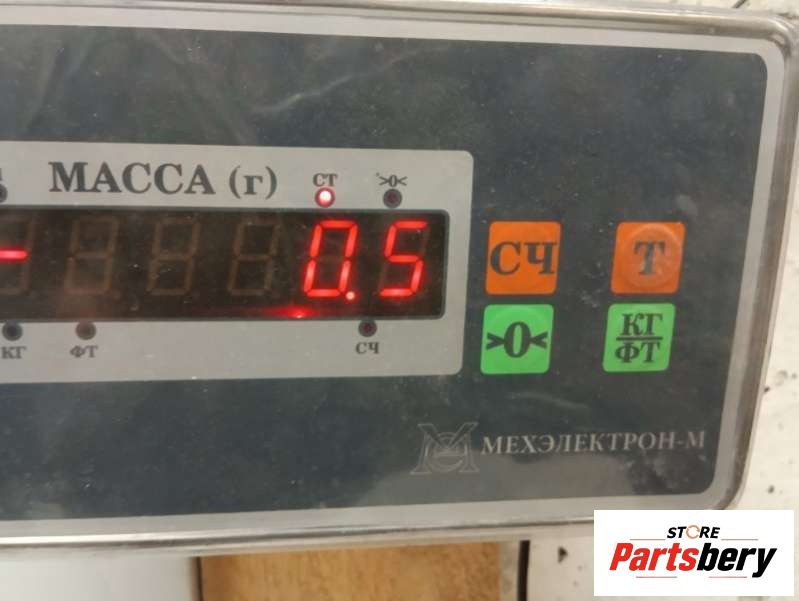 МАССА (г)
СТ
>0<
- 0.5
КГ
ФТ
СЧ
СЧ
Т
>0<
КГ
ФТ
МЕХЭЛЕКТРОН-М
STORE
Partsbery